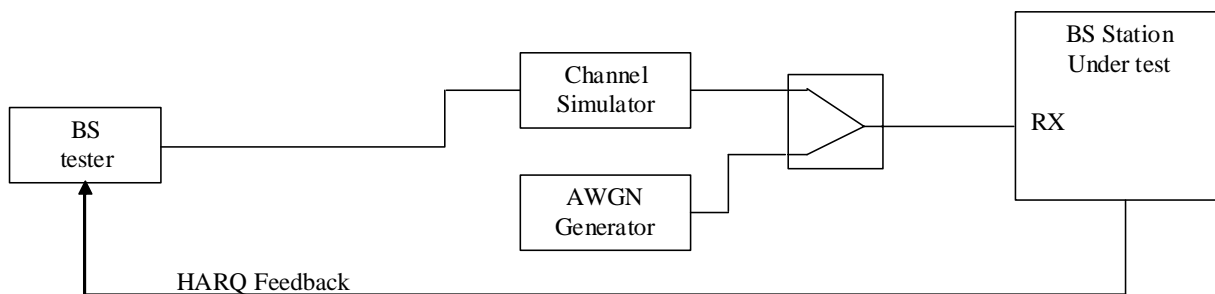 BS
tester
Channel
Simulator
AWGN
Generator
BS Station
Under test
RX
HARQ Feedback